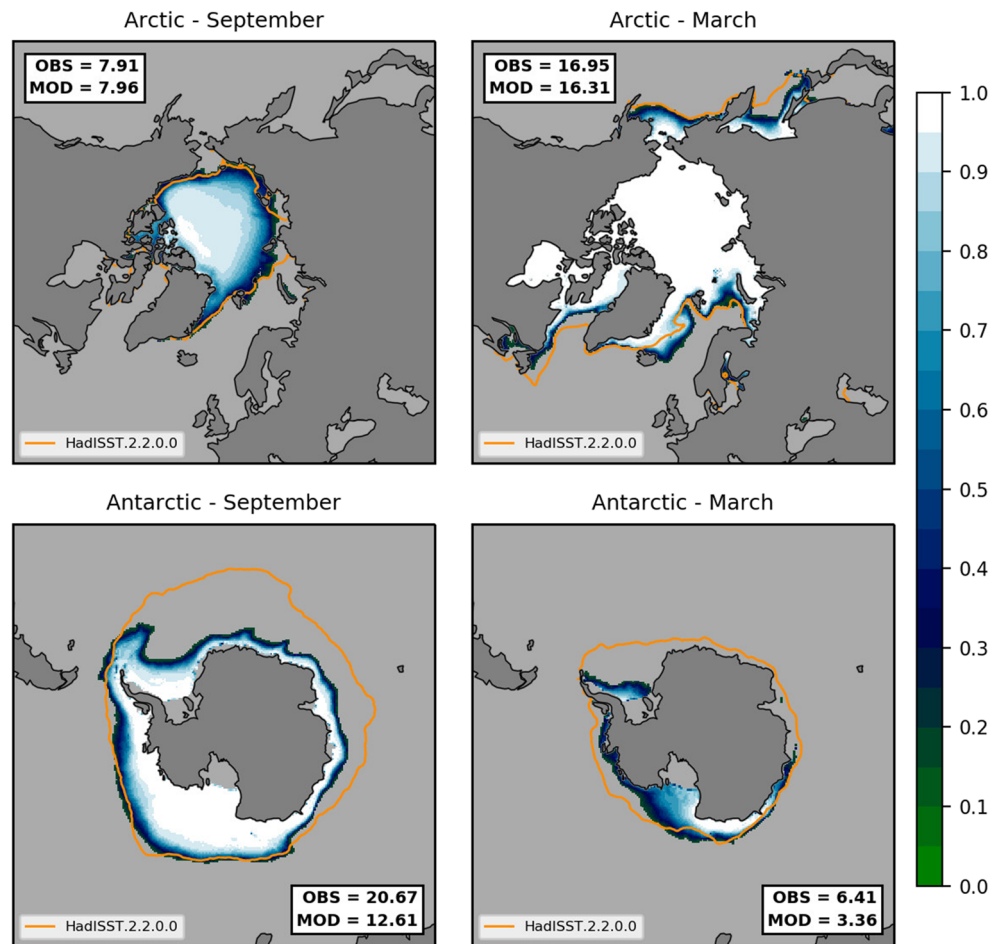 Arctic - September
Arctic - March
OBS = 7.91
MOD = 7.96
OBS = 16.95
MOD = 16.31
1.0
0.9
0.8
0.7
0.6
0.5
0.4
0.3
0.2
0.1
0.0
HadISST.2.2.0.0
HadISST.2.2.0.0
Antarctic - September
Antarctic - March
OBS = 20.67
MOD = 12.61
OBS = 6.41
MOD = 3.36
HadISST.2.2.0.0
HadISST.2.2.0.0